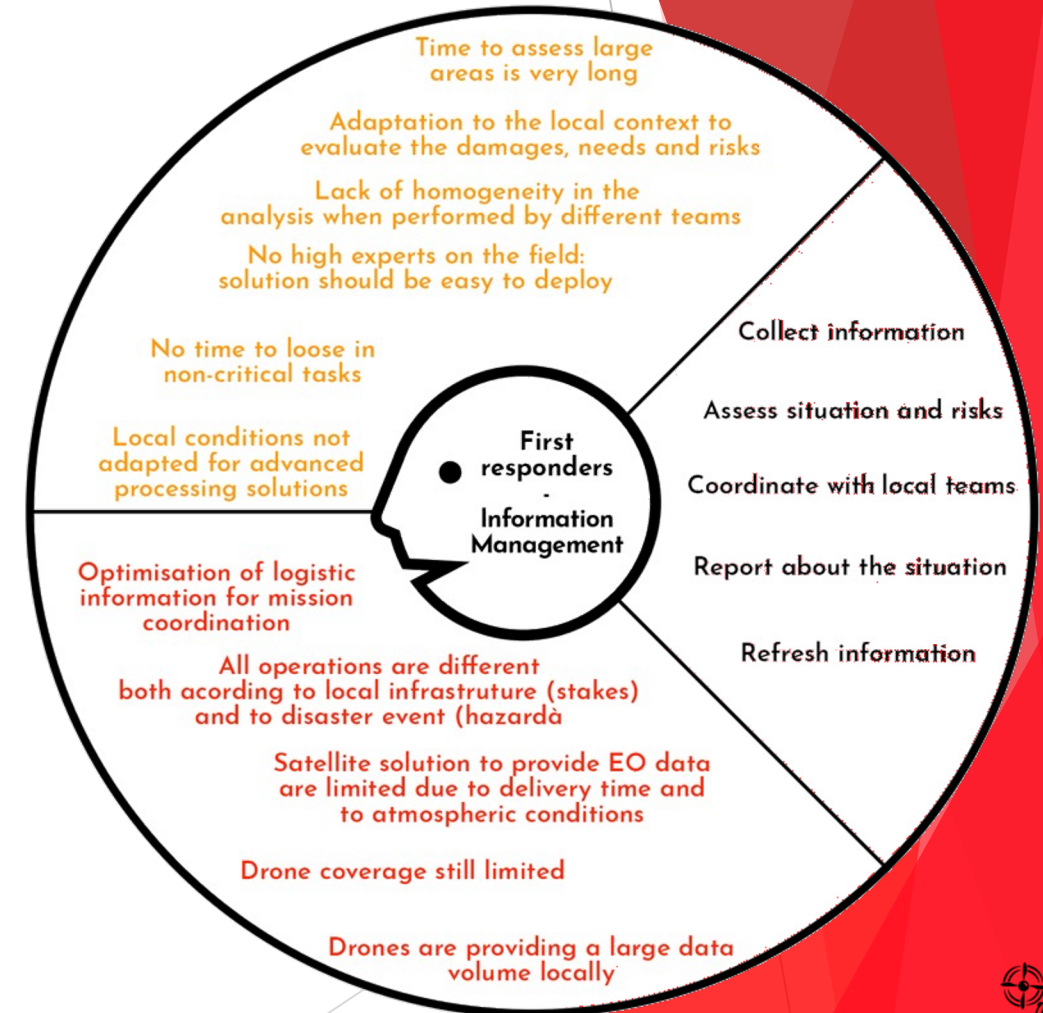 Time to assess large
areas is very long
Adaptation to the local context to
evaluate the damages, needs and risks
Lack of homogeneity in the
analysis when performed by different teams
No high experts on the field:
solution should be easy to deploy
No time to loose in
non-critical tasks
Local conditions not
adapted for advanced
processing solutions
First
responders
-
Information
Management
Collect information
Assess situation and risks
Coordinate with local teams
Report about the situation
Refresh information
Optimisation of logistic
information for mission
coordination
All operations are different
both acording to local infrastruture (stakes)
and to disaster event (hazardà
Satellite solution to provide EO data
are limited due to delivery time and
to atmospheric conditions
Drone coverage still limited
Drones are providing a large data
volume locally